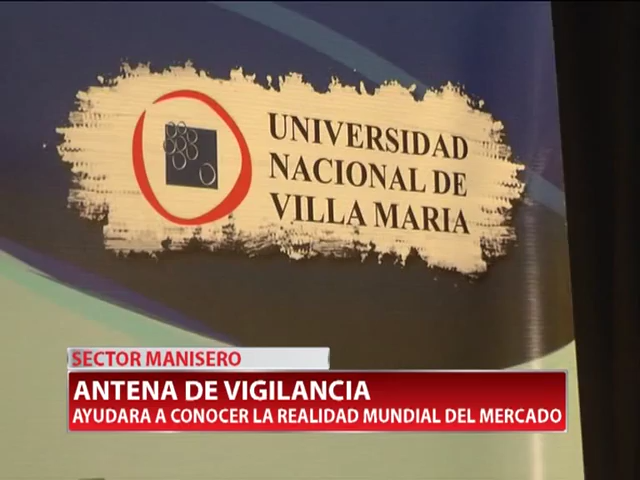 UNIVERSIDAD
NACIONAL DE
VILLA MARIA
SECTOR MANISERO
ANTENA DE VIGILANCIA
AYUDARA A CONOCER LA REALIDAD MUNDIAL DEL MERCADO